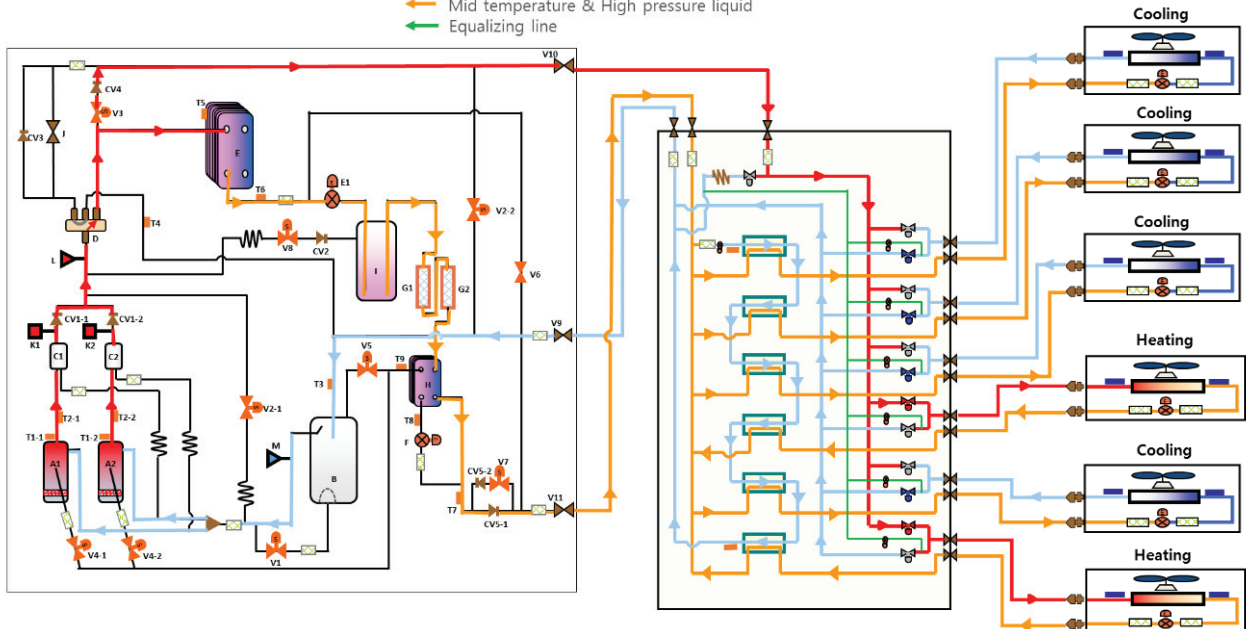 Mid temperature & High pressure liquid
Equalizing line
Cooling
V10
CV4
T5
V3
CV3
J
E
T6
E1
Cooling
V2-2
T4
D
V8
CV2
V6
L
I
G1
G2
Cooling
CV1-1
CV1-2
K1
K2
V9
C1
C2
V5
T9
Heating
T3
H
V2-1
T8
T2-1
T2-2
F
T1-1
T1-2
M
V7
CV5-2
Cooling
A1
A2
B
V11
T7
CV5-1
V4-1
V4-2
V1
Heating